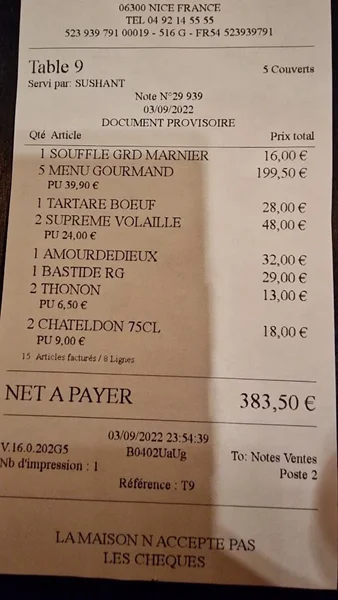 06300 NICE FRANCE
TEL 04 92 14 55 55
523 939 791 00019 - 516 G - FR54 523939791
Table 9 5 Couverts
Servi par: SUSHANT
Note N°29 939
03/09/2022
DOCUMENT PROVISOIRE
Qté Article Prix total
1 SOUFFLE GRD MARNIER 16,00 €
5 MENU GOURMAND 199,50 €
PU 39,90 €
1 TARTARE BOEUF 28,00 €
2 SUPREME VOLAILLE 48,00 €
PU 24,00 €
1 AMOURDEDIEUX 32,00 €
1 BASTIDE RG 29,00 €
2 THONON 13,00 €
PU 6,50 €
2 CHATELDON 75CL 18,00 €
PU 9,00 €
15 Articles facturés / 8 Lignes
NET A PAYER 383,50 €
03/09/2022 23:54:39
V.16.0.202G5 B0402UaUg To: Notes Ventes
Nb d'impression : 1 Poste 2
Référence : T9
LA MAISON N ACCEPTE PAS
LES CHEQUES